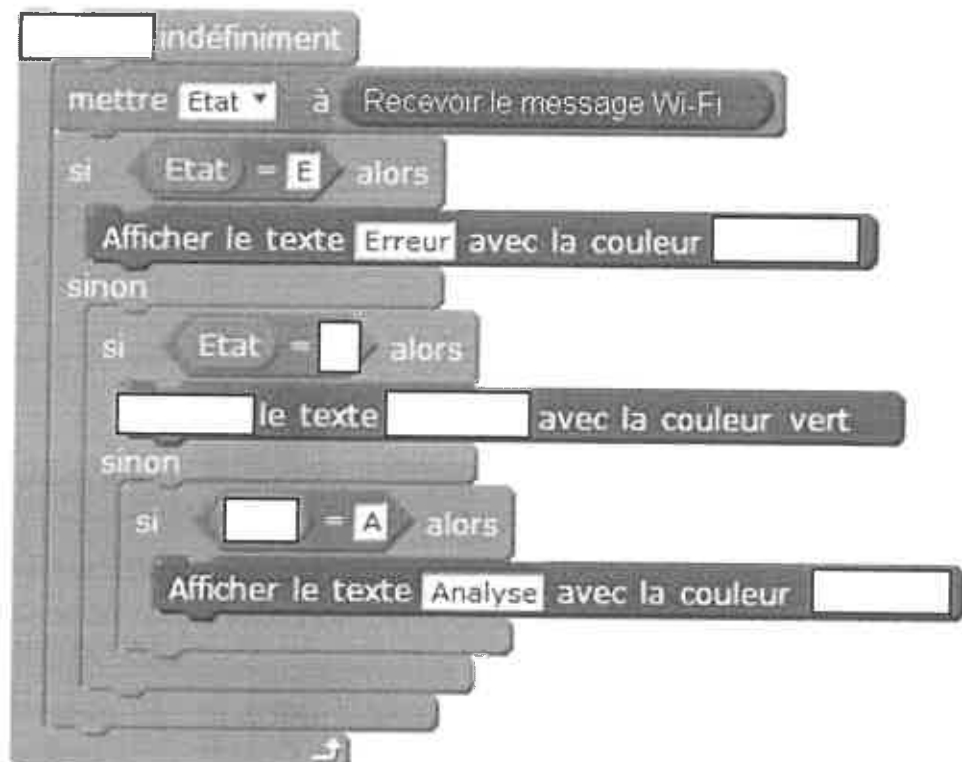 indéfiniment
mettre Etat à Recevoir le message Wi-Fi
si Etat = E alors
Afficher le texte Erreur avec la couleur
sinon
si Etat = alors
le texte avec la couleur vert
sinon
si = A alors
Afficher le texte Analyse avec la couleur